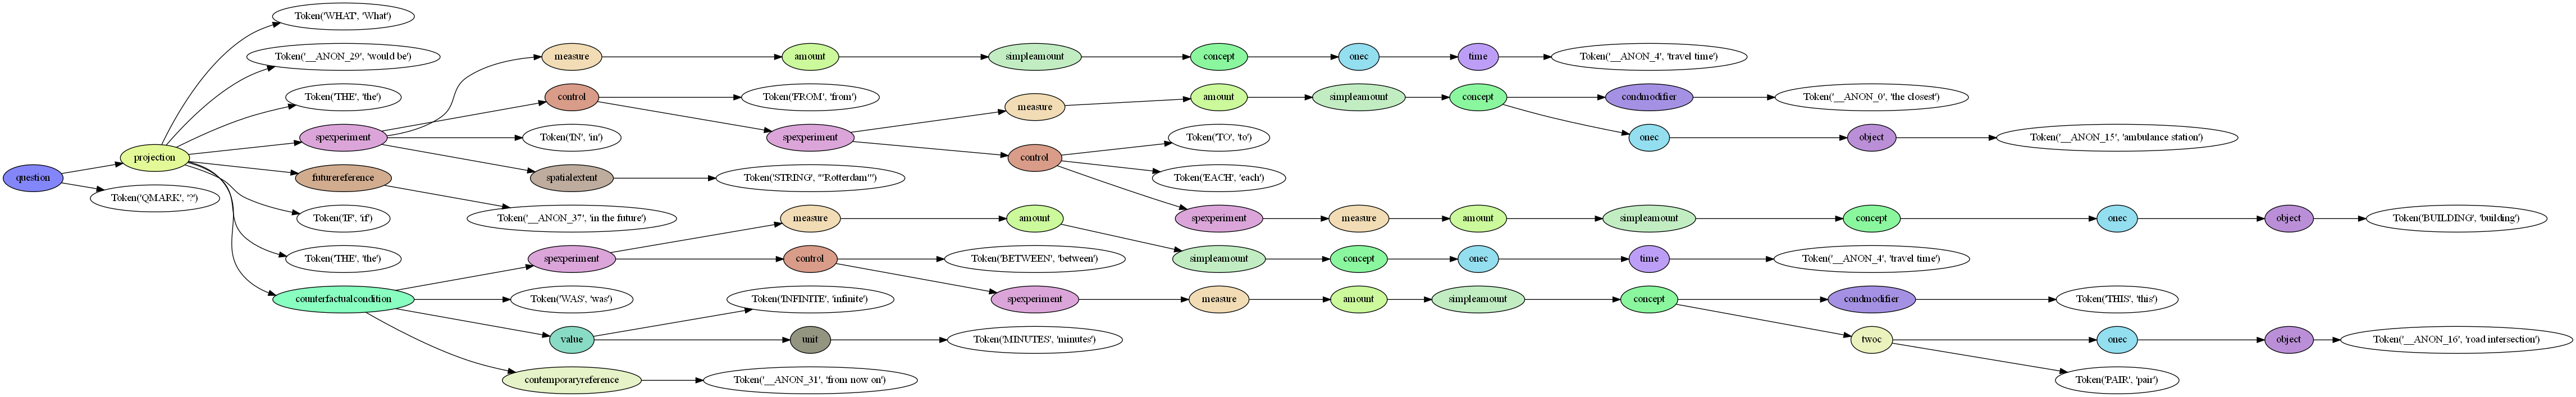 Token('WHAT', 'What')
Token('__ANON_29', 'would be')
measure amount simpleamount concept onec time Token('__ANON_4', 'travel time')
Token('THE', 'the') control Token('FROM', 'from') measure amount simpleamount concept condmodifier Token('__ANON_0', 'the closest')
spexperiment Token('IN', 'in') spexperiment Token('TO', 'to') onec object Token('__ANON_15', 'ambulance station')
projection control
question futurereference spatialextent Token('STRING', "'Rotterdam'") Token('EACH', 'each')
Token('QMARK', '?')
Token('IF', 'if') Token('__ANON_37', 'in the future') measure amount spexperiment measure amount simpleamount concept onec object Token('BUILDING', 'building')
Token('THE', 'the') spexperiment control Token('BETWEEN', 'between') simpleamount concept onec time Token('__ANON_4', 'travel time')
counterfactualcondition Token('WAS', 'was') Token('INFINITE', 'infinite') spexperiment measure amount simpleamount concept condmodifier Token('THIS', 'this')
value unit Token('MINUTES', 'minutes') twoc onec object Token('__ANON_16', 'road intersection')
contemporaryreference Token('__ANON_31', 'from now on') Token('PAIR', 'pair')